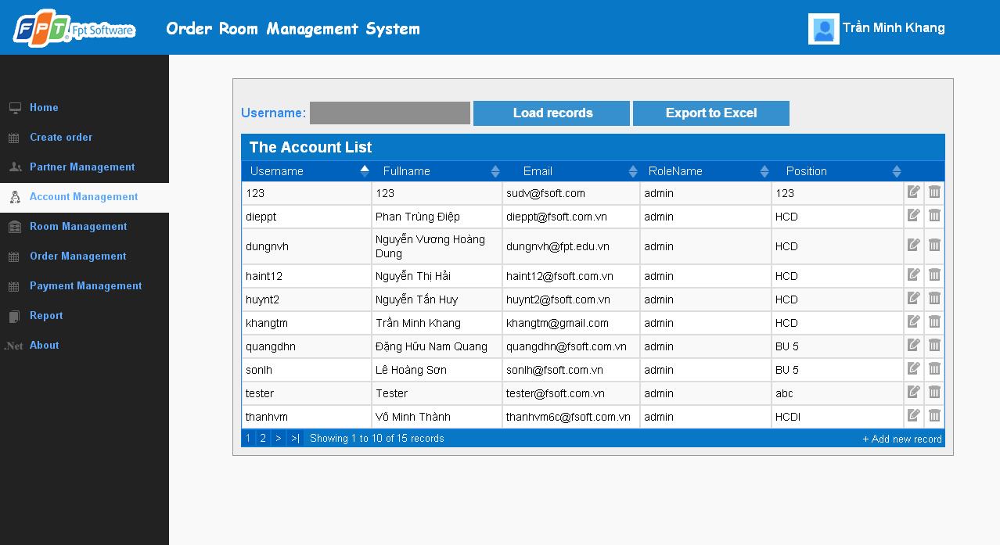 FPT Fpt Software
Order Room Management System
Trần Minh Khang
Home
Create order
Partner Management
Account Management
Room Management
Order Management
Payment Management
Report
.Net About
Username: Load records Export to Excel
The Account List
Username Fullname Email RoleName Position
123 123 sudv@fsoft.com admin 123
dieppt Phan Trùng Điệp dieppt@fsoft.com.vn admin HCD
dungnvh Nguyễn Vương Hoàng Dung dungnvh@fpt.edu.vn admin HCD
haint12 Nguyễn Thị Hải haint12@fsoft.com.vn admin HCD
huynt2 Nguyễn Tấn Huy huynt2@fsoft.com.vn admin HCD
khangtm Trần Minh Khang khangtm@gmail.com admin HCD
quangdhn Đặng Hữu Nam Quang quangdhn@fsoft.com.vn admin BU 5
sonlh Lê Hoàng Sơn sonlh@fsoft.com.vn admin BU 5
tester Tester tester@fsoft.com.vn admin abc
thanhvm Võ Minh Thành thanhvm6c@fsoft.com.vn admin HCDI
1 2 > >| Showing 1 to 10 of 15 records + Add new record